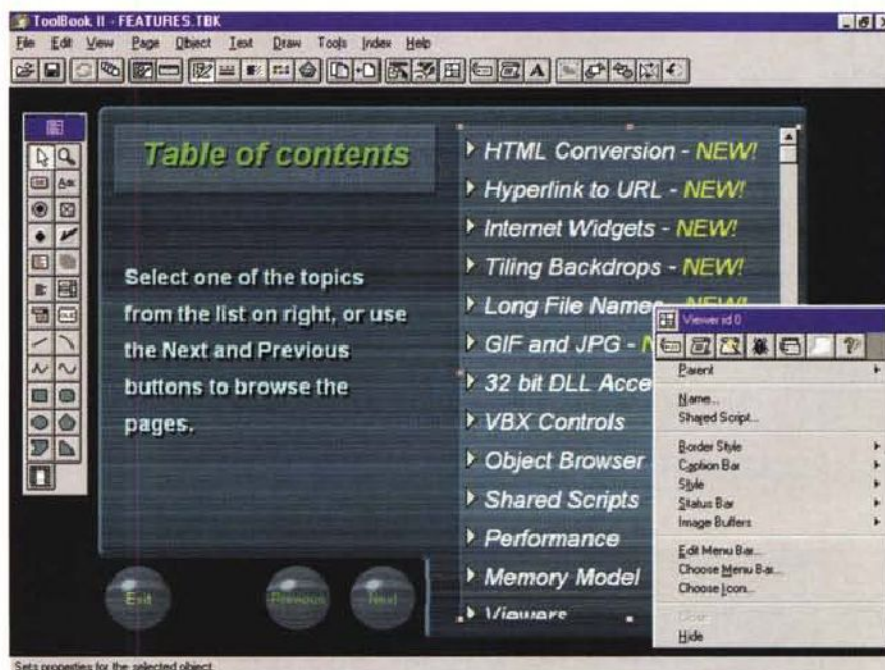 ToolBook II - FEATURES.TBK
File Edit View Page Object Text Draw Tools Index Help
Table of contents
Select one of the topics
from the list on right, or use
the Next and Previous
buttons to browse the
pages.
HTML Conversion - NEW!
Hyperlink to URL - NEW!
Internet Widgets - NEW!
Tiling Backdrops - NEW!
Long File Names - NEW!
GIF and JPG - N
32 bit DLL Acce
VBX Controls
Object Browser
Shared Scripts
Performance
Memory Model
Viewers
Viewer id 0
Parent
Name...
Shared Script...
Border Style
Caption Bar
Style
Status Bar
Image Buffers
Edit Menu Bar...
Choose Menu Bar...
Choose Icon...
Close
Hide
Exit
Previous
Next
Sets properties for the selected object